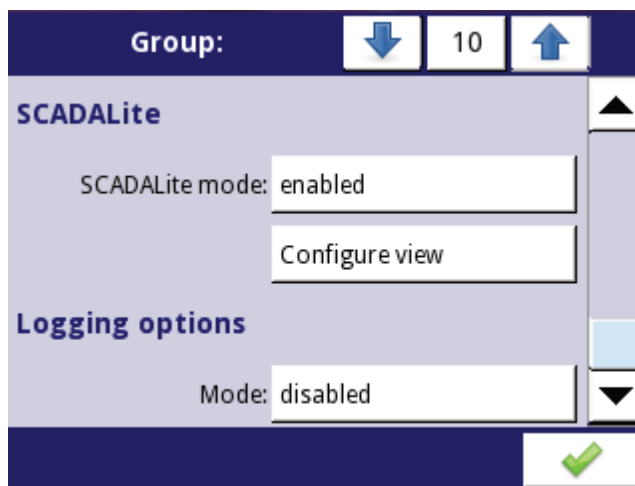 Group: 10
SCADALite
SCADALite mode: enabled
Configure view
Logging options
Mode: disabled